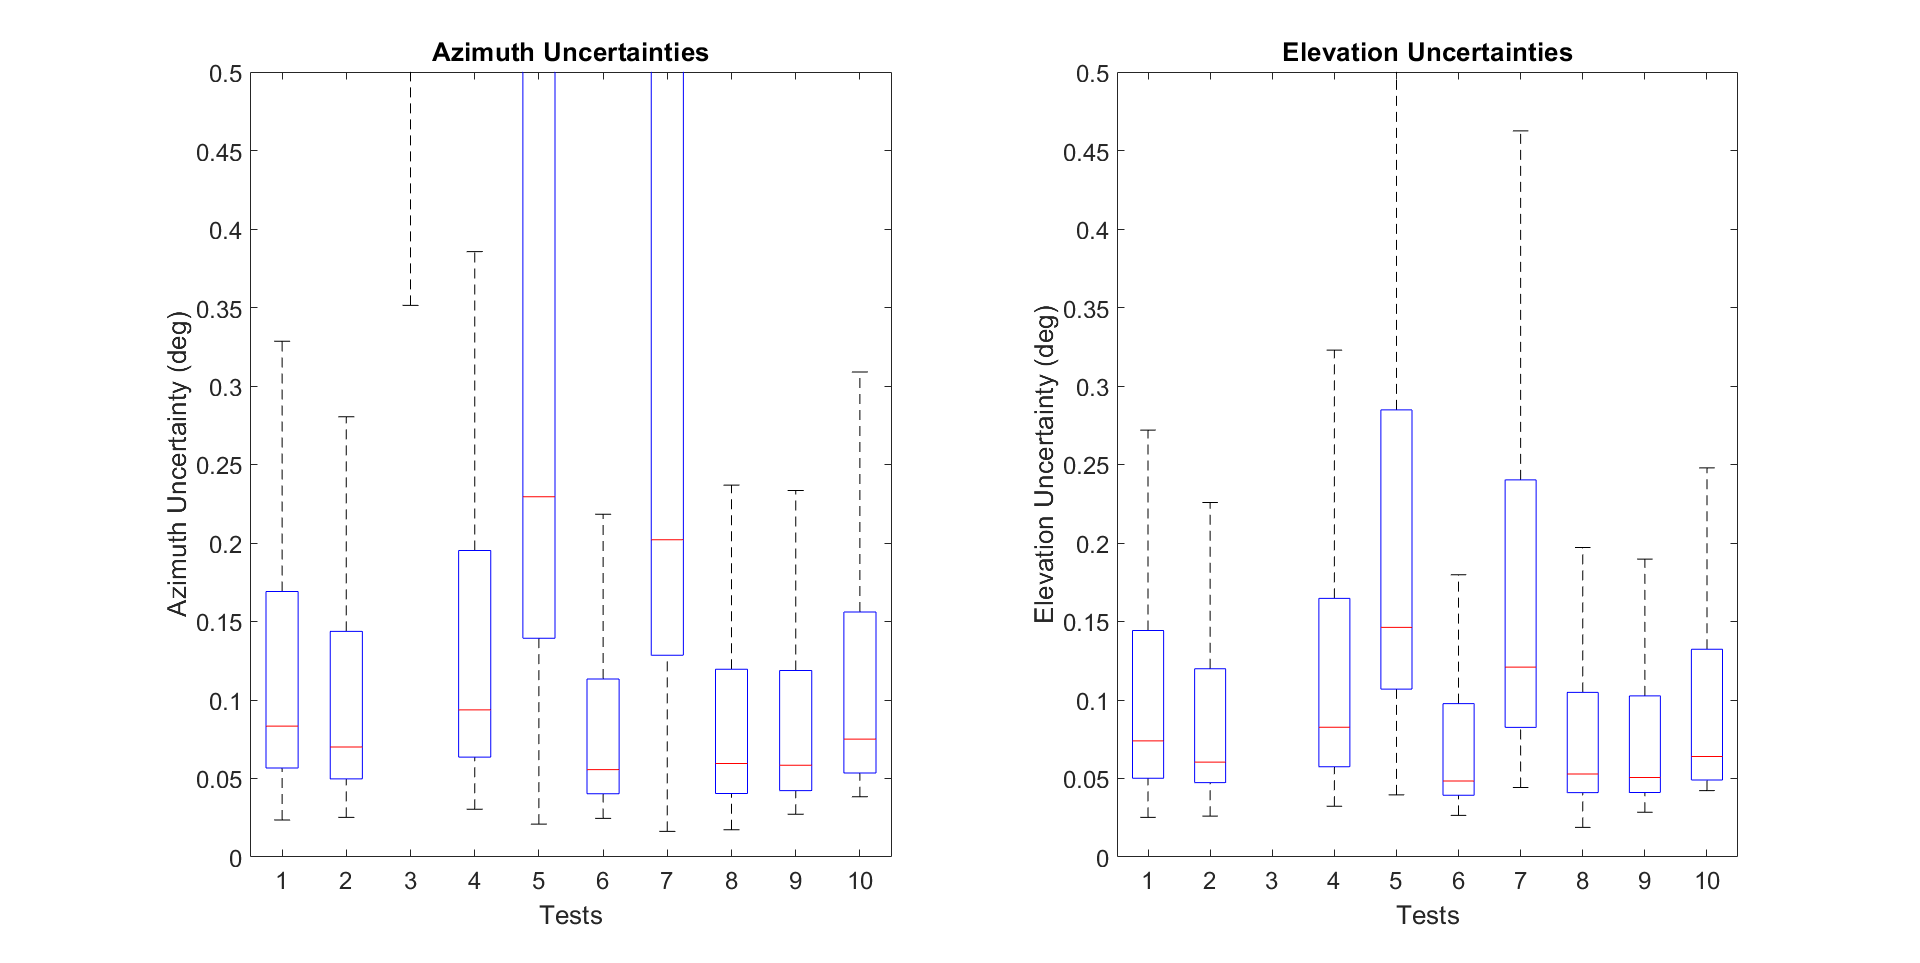 Azimuth Uncertainties
0.5
0.45
0.4
0.35
0.3
0.25
0.2
0.15
0.1
0.05
0
Azimuth Uncertainty (deg)
1 2 3 4 5 6 7 8 9 10
Tests
Elevation Uncertainties
0.5
0.45
0.4
0.35
0.3
0.25
0.2
0.15
0.1
0.05
0
Elevation Uncertainty (deg)
1 2 3 4 5 6 7 8 9 10
Tests